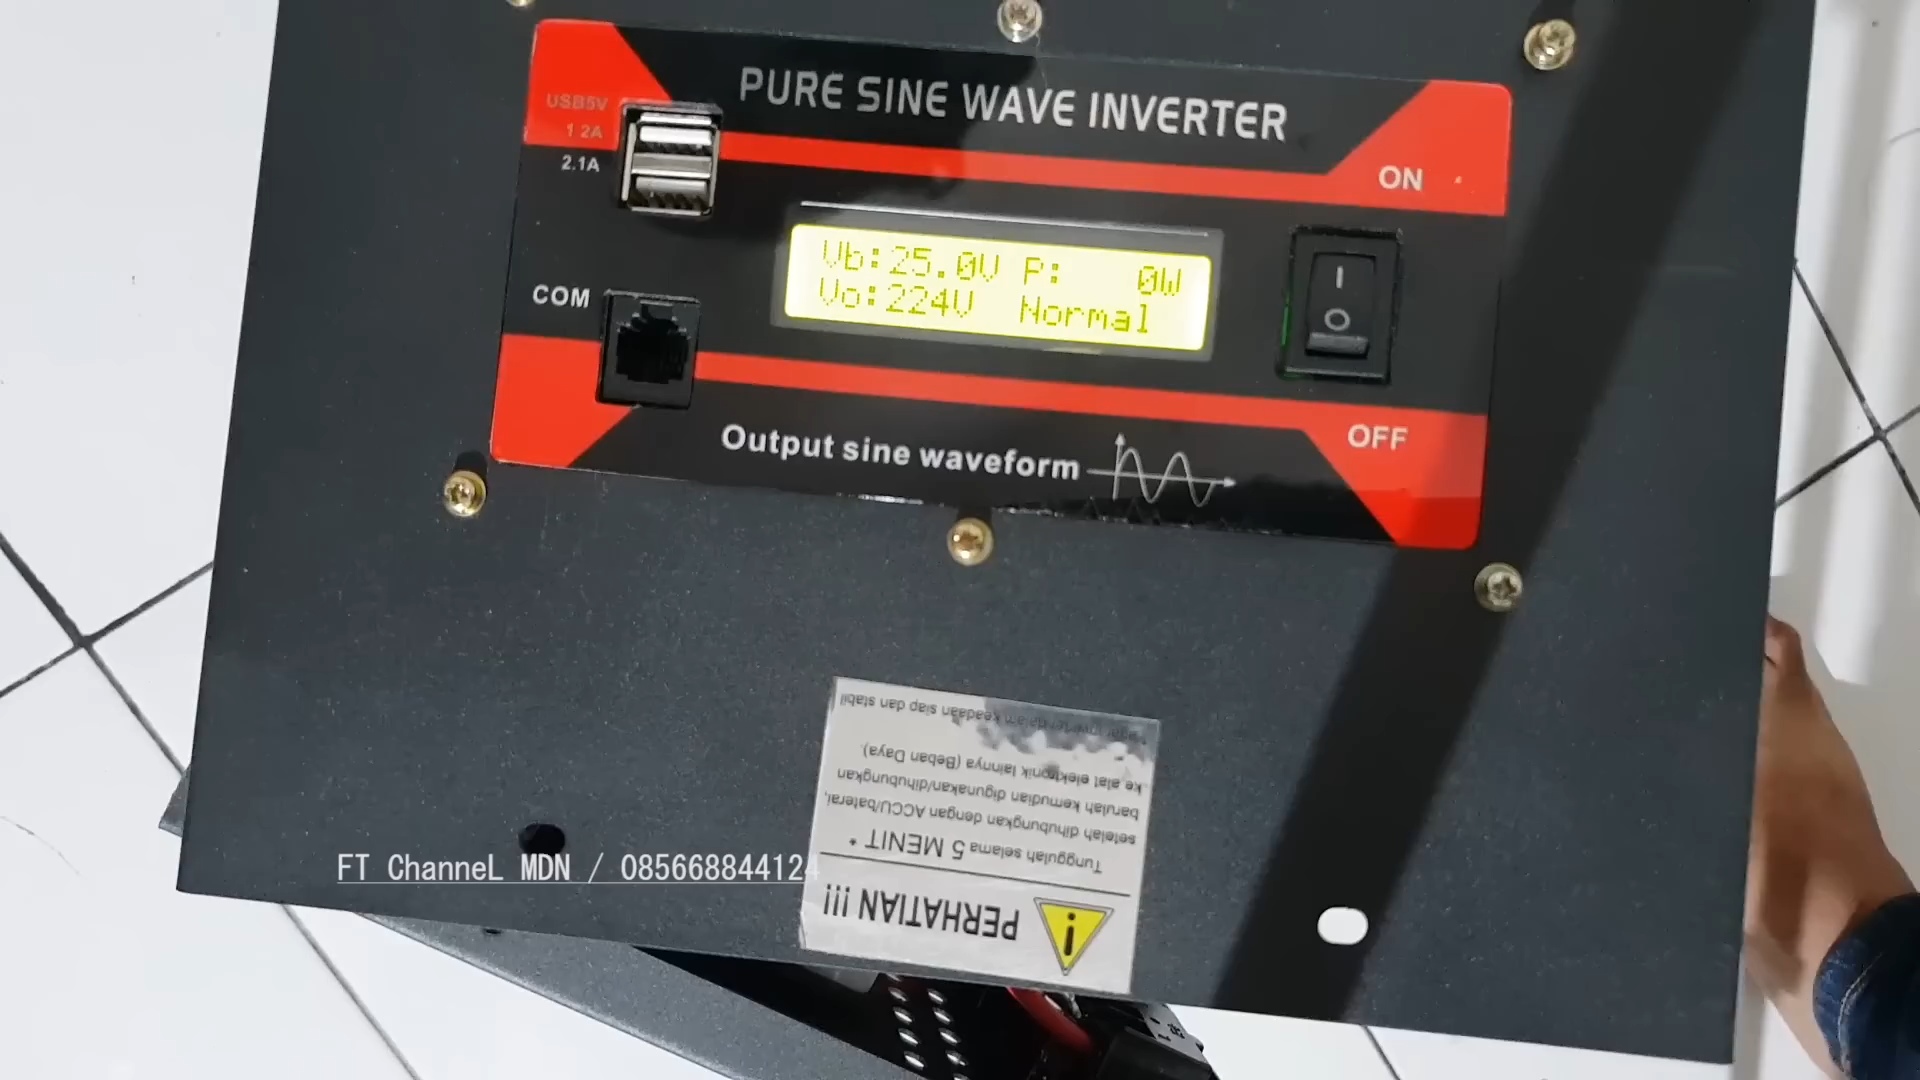 PURE SINE WAVE INVERTER
USB5V
1.2A
2.1A
ON
Vb:25.0V P: 0W
Vo:224V Normal
I
O
COM
OFF
Output sine waveform
PERHATIAN !!!
Tunggulah selama 5 MENIT *
setelah dihubungkan dengan ACCU/baterai,
barulah kemudian digunakan/dihubungkan
ke alat elektronik lainnya (Beban Daya).
inverter dalam keadaan siap dan stabil
FT ChanneL MDN / 085668844124